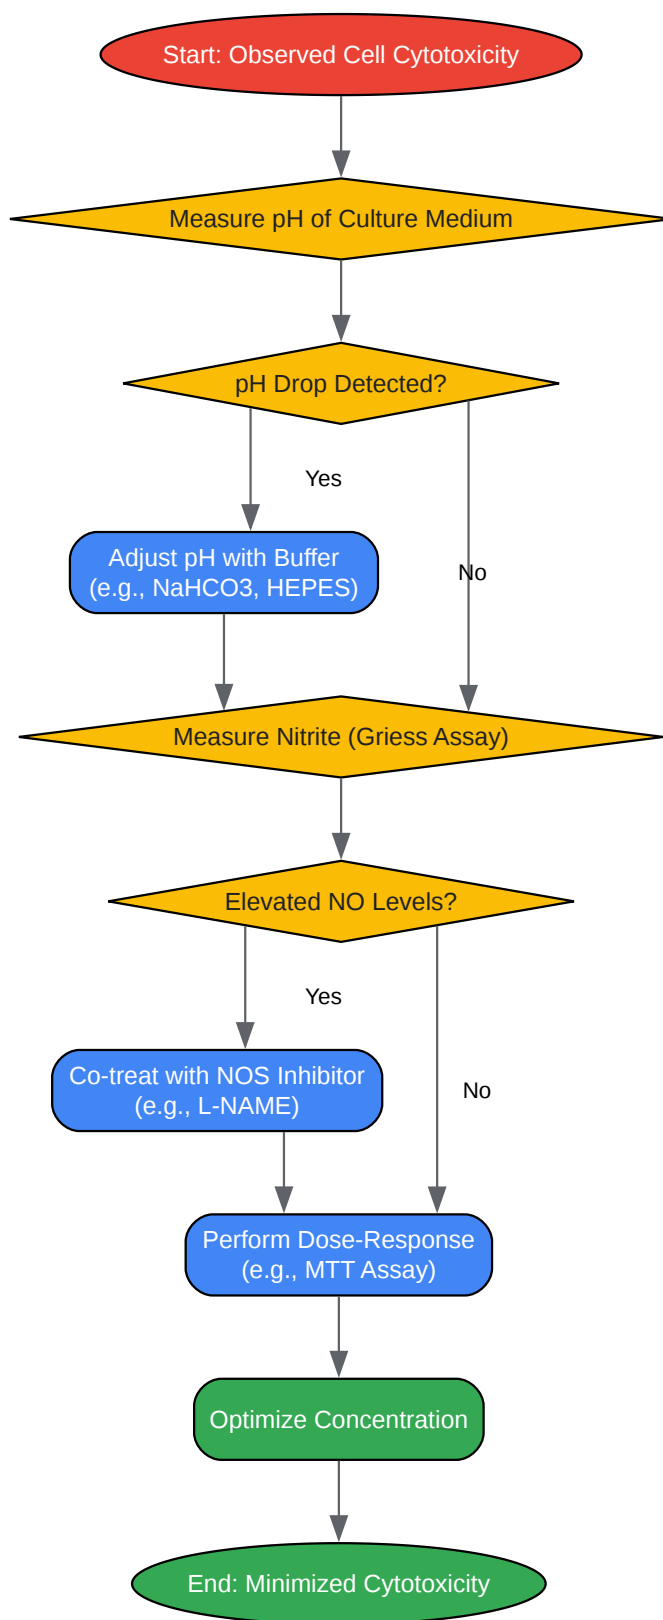 Start: Observed Cell Cytotoxicity
Measure pH of Culture Medium
pH Drop Detected?
Yes
Adjust pH with Buffer
(e.g., NaHCO3, HEPES)
No
Measure Nitrite (Griess Assay)
Elevated NO Levels?
Yes
Co-treat with NOS Inhibitor
(e.g., L-NAME)
No
Perform Dose-Response
(e.g., MTT Assay)
Optimize Concentration
End: Minimized Cytotoxicity